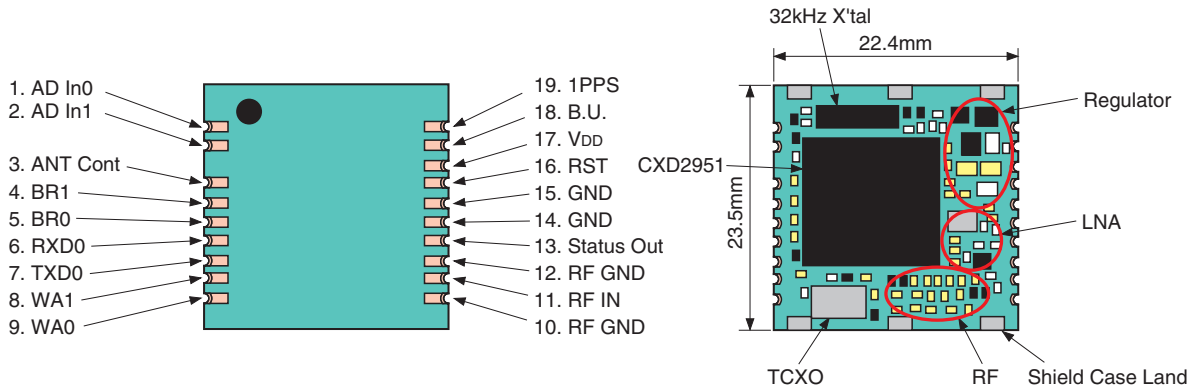 1. AD In0
2. AD In1
3. ANT Cont
4. BR1
5. BR0
6. RXD0
7. TXD0
8. WA1
9. WA0
19. 1PPS
18. B.U.
17. VDD
16. RST
15. GND
14. GND
13. Status Out
12. RF GND
11. RF IN
10. RF GND
32kHz X'tal
22.4mm
Regulator
CXD2951
23.5mm
LNA
TCXO
RF
Shield Case Land